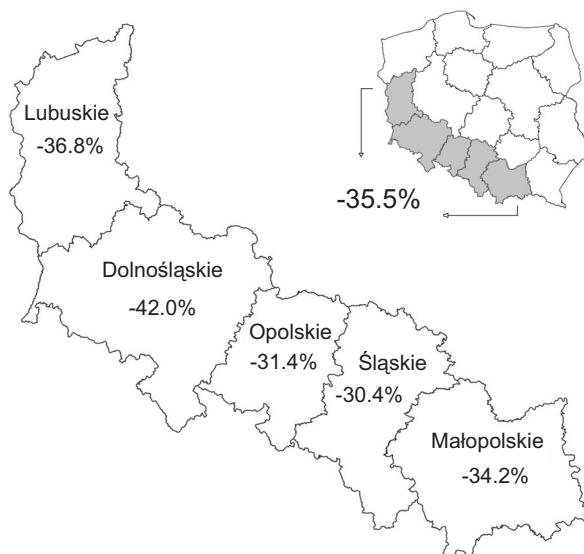 Lubuskie
-36.8%
-35.5%
Dolnośląskie
-42.0%
Opolskie
-31.4%
Śląskie
-30.4%
Małopolskie
-34.2%